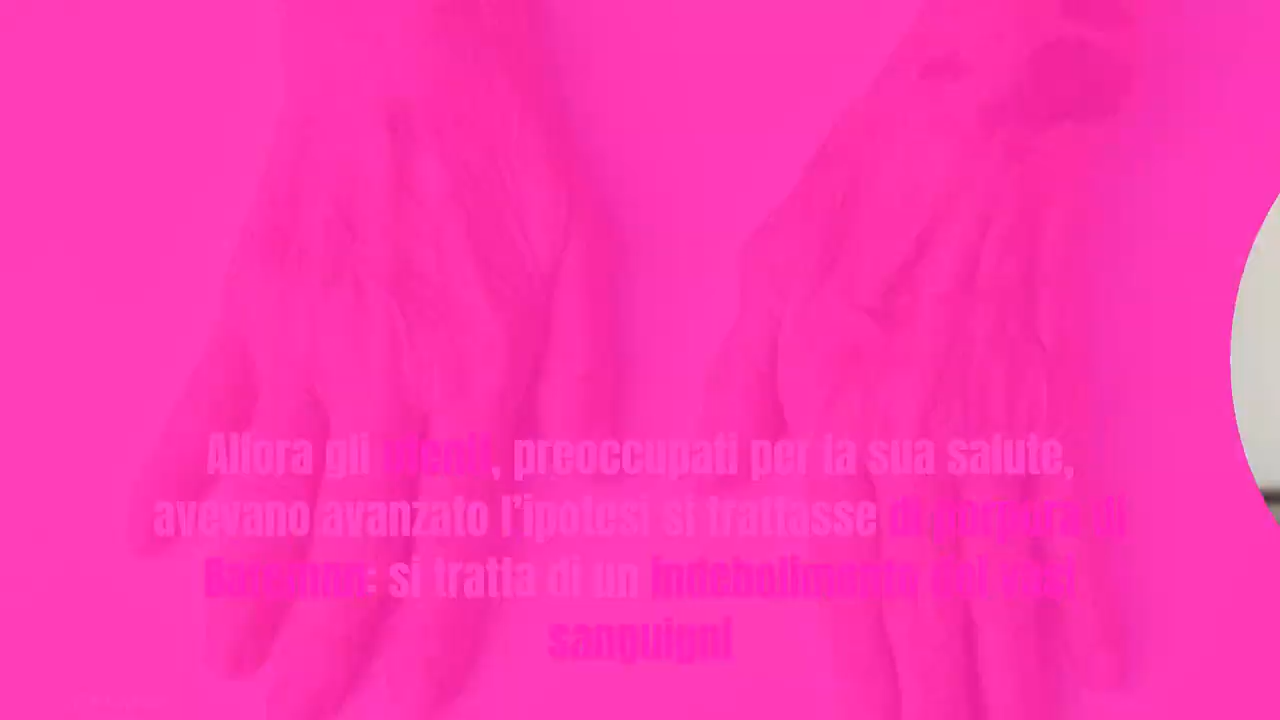 Allora gli utenti, preoccupati per la sua salute,
avevano avanzato l'ipotesi si trattasse di porpora di
Bateman: si tratta di un indebolimento dei vasi
sanguigni